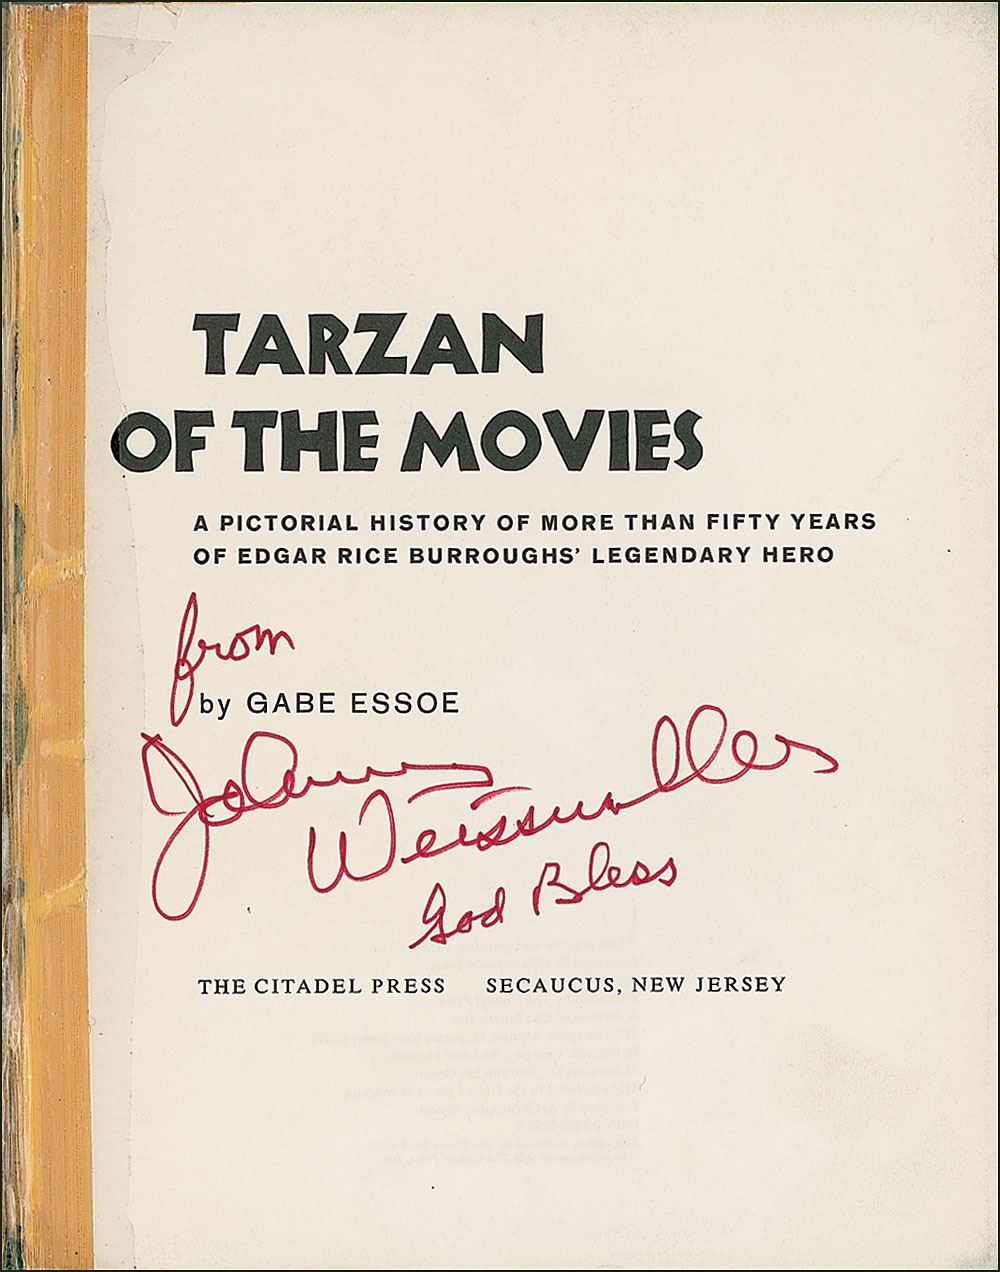 TARZAN
OF THE MOVIES
A PICTORIAL HISTORY OF MORE THAN FIFTY YEARS
OF EDGAR RICE BURROUGHS’ LEGENDARY HERO
from
by GABE ESSOE
Johnny
Weissmuller
God Bless
THE CITADEL PRESS SECAUCUS, NEW JERSEY